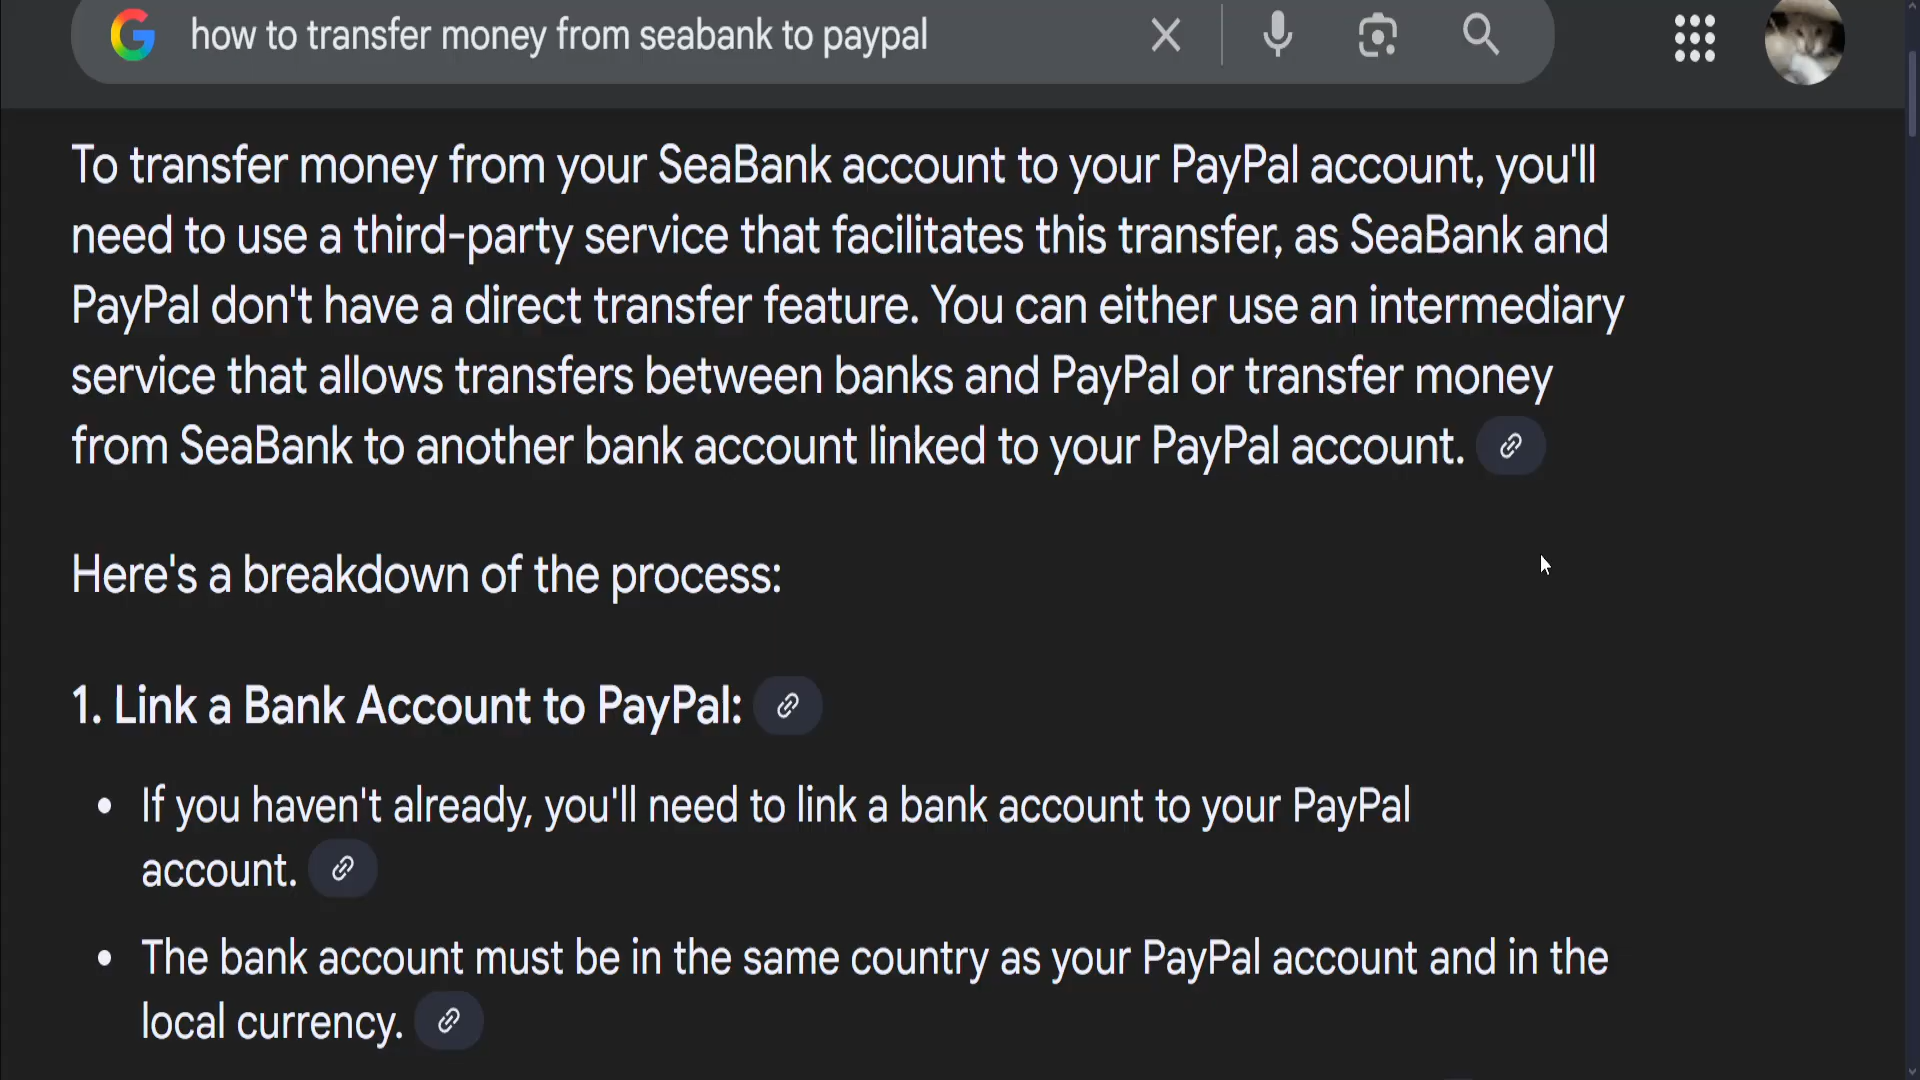 how to transfer money from seabank to paypal
To transfer money from your SeaBank account to your PayPal account, you'll
need to use a third-party service that facilitates this transfer, as SeaBank and
PayPal don't have a direct transfer feature. You can either use an intermediary
service that allows transfers between banks and PayPal or transfer money
from SeaBank to another bank account linked to your PayPal account.
Here's a breakdown of the process:
1. Link a Bank Account to PayPal:
• If you haven't already, you'll need to link a bank account to your PayPal
account.
• The bank account must be in the same country as your PayPal account and in the
local currency.